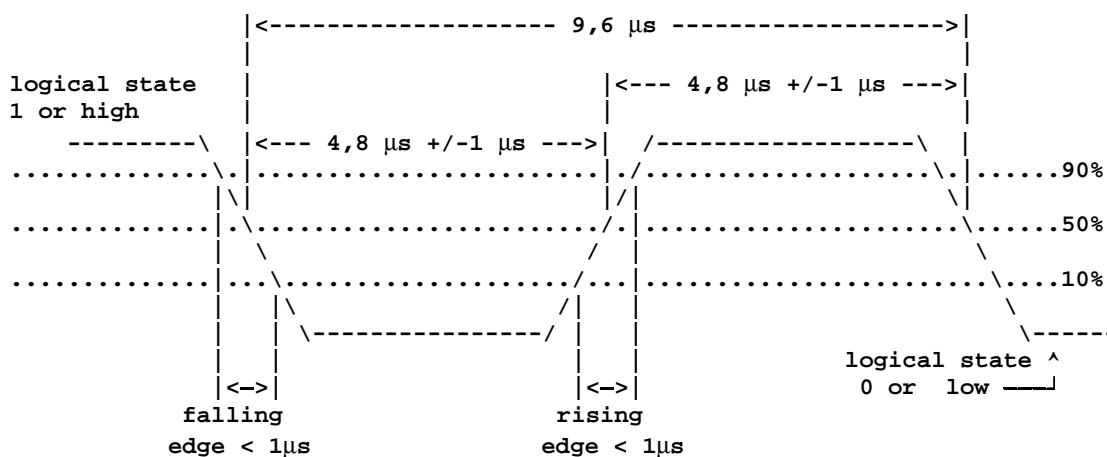 |<--------------------- 9,6 µs ------------------->|
logical state
|<--- 4,8 µs +/-1 µs --->|
1 or high
---------\ |<--- 4,8 µs +/-1 µs --->| /------------------\ |
90%
50%
10%
\----------------/ \-----
logical state ^
|<->| |<->| 0 or low
falling rising
edge < 1µs edge < 1µs